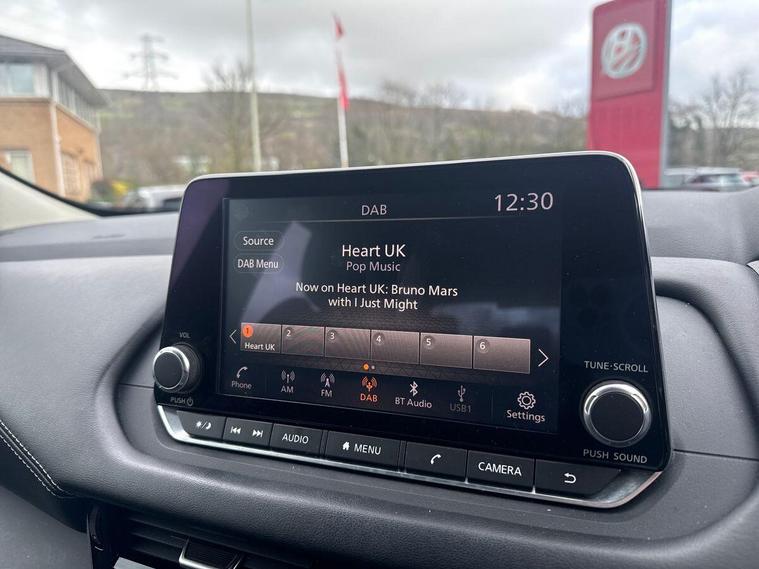 DAB
12:30
Source
Heart UK
Pop Music
DAB Menu
Now on Heart UK: Bruno Mars
with I Just Might
1
Heart UK
2
3
4
5
6
VOL
PUSH
TUNE·SCROLL
PUSH SOUND
Phone
AM
FM
DAB
BT Audio
USB1
Settings
AUDIO
MENU
CAMERA